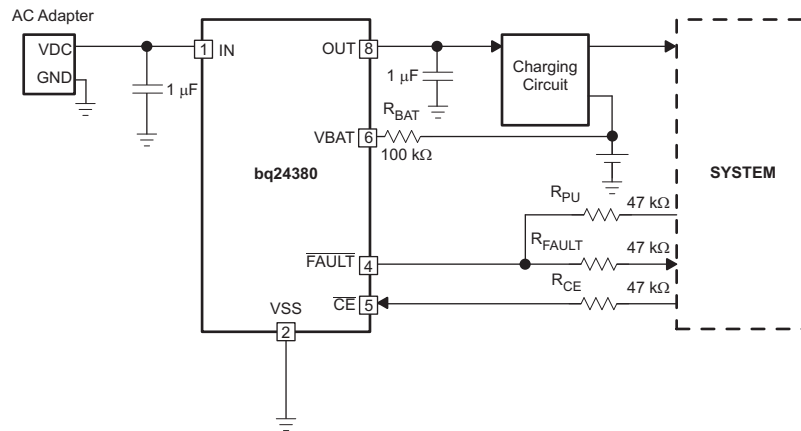 AC Adapter
VDC
GND
1 μF
1
IN
OUT
8
1 μF
Charging
Circuit
R_BAT
VBAT
6
100 kΩ
bq24380
SYSTEM
R_PU
47 kΩ
R_FAULT
47 kΩ
FAULT
4
R_CE
47 kΩ
CE
5
VSS
2